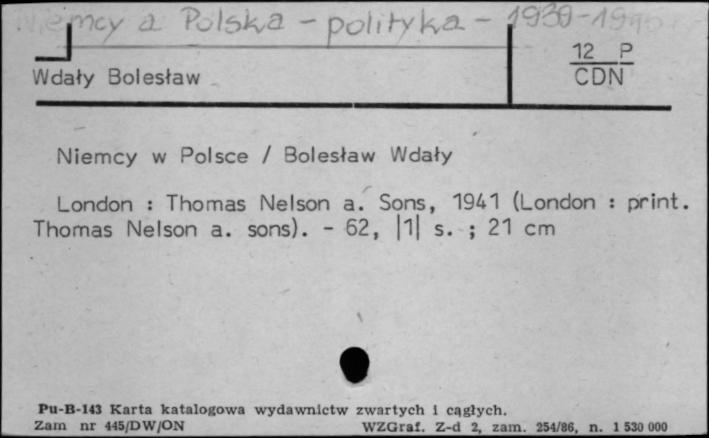 Niemcy a Polska - polityka - 1939-1945
12 P
CDN
Wdały Bolesław
Niemcy w Polsce / Bolesław Wdały
London : Thomas Nelson a. Sons, 1941 (London : print.
Thomas Nelson a. sons). - 62, |1| s. ; 21 cm
Pu-B-143 Karta katalogowa wydawnictw zwartych i cągłych.
Zam nr 445/DW/ON WZGraf. Z-d 2, zam. 254/86, n. 1 530 000